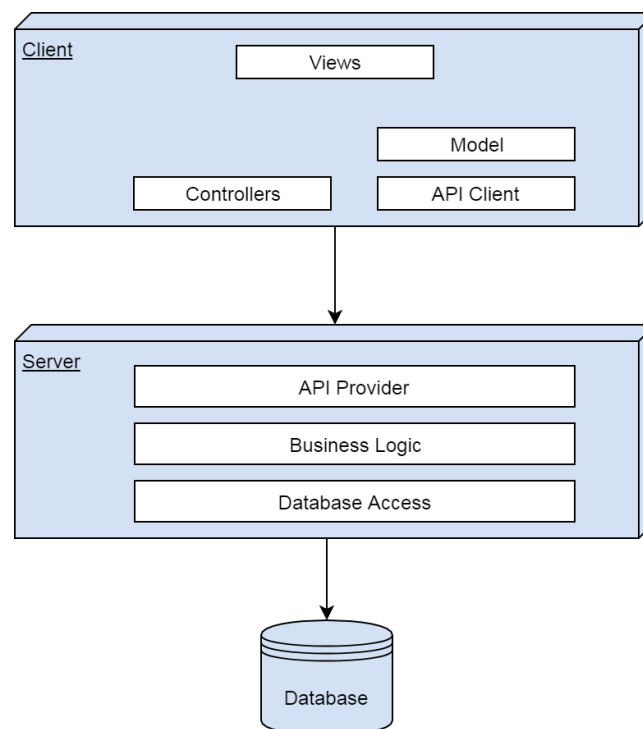 Client
Views
Model
Controllers
API Client
Server
API Provider
Business Logic
Database Access
Database